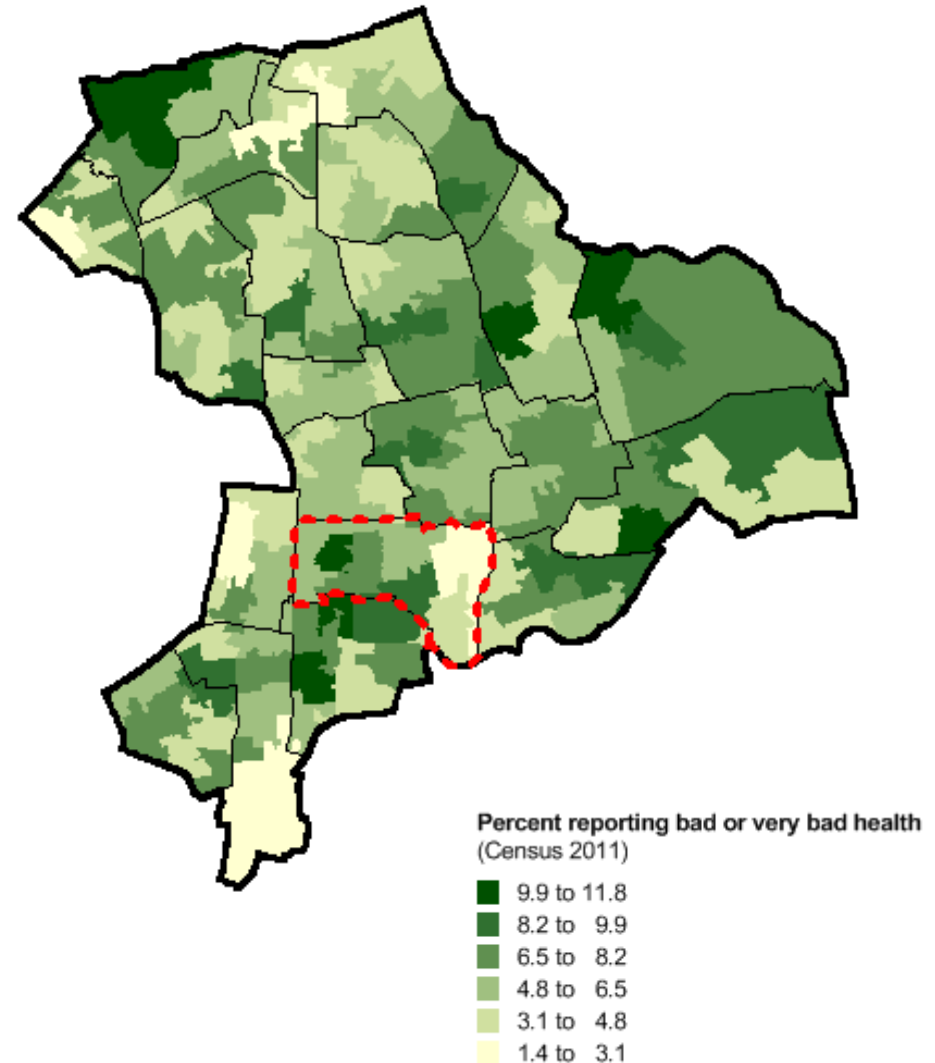 Percent reporting bad or very bad health
(Census 2011)
9.9 to 11.8
8.2 to 9.9
6.5 to 8.2
4.8 to 6.5
3.1 to 4.8
1.4 to 3.1